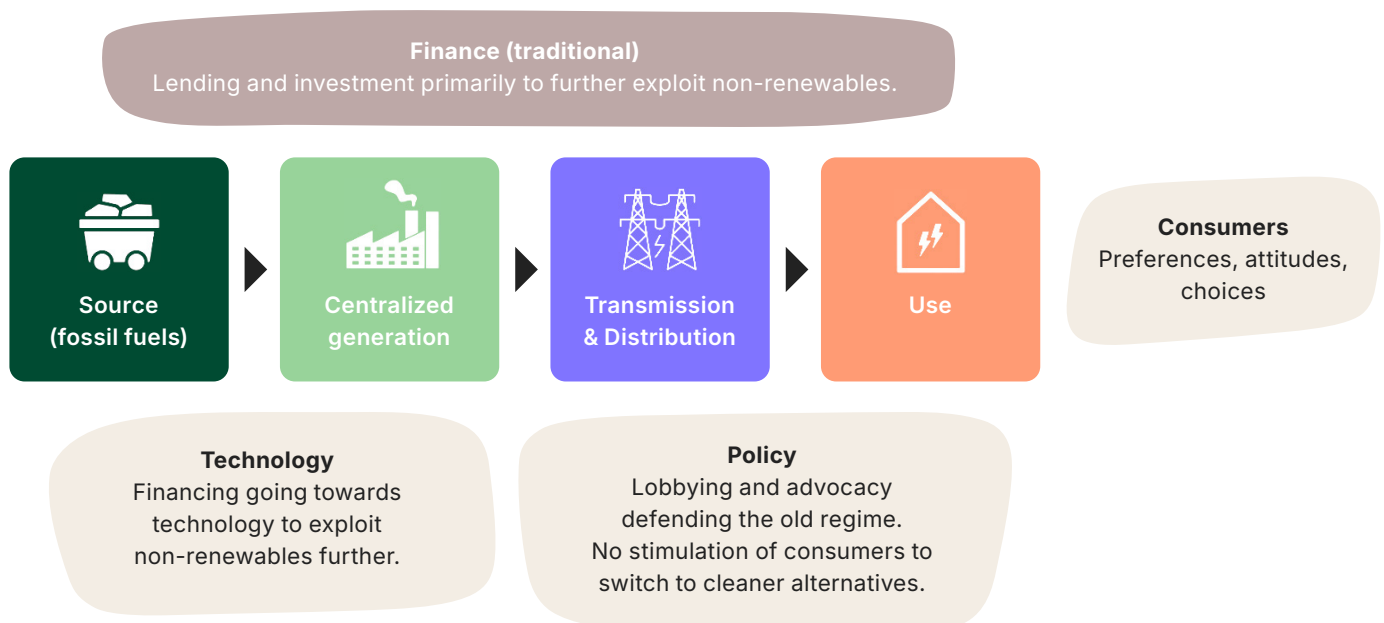 Finance (traditional)
Lending and investment primarily to further exploit non-renewables.
Source
(fossil fuels)
Centralized
generation
Transmission
& Distribution
Use
Consumers
Preferences, attitudes,
choices
Technology
Financing going towards
technology to exploit
non-renewables further.
Policy
Lobbying and advocacy
defending the old regime.
No stimulation of consumers to
switch to cleaner alternatives.